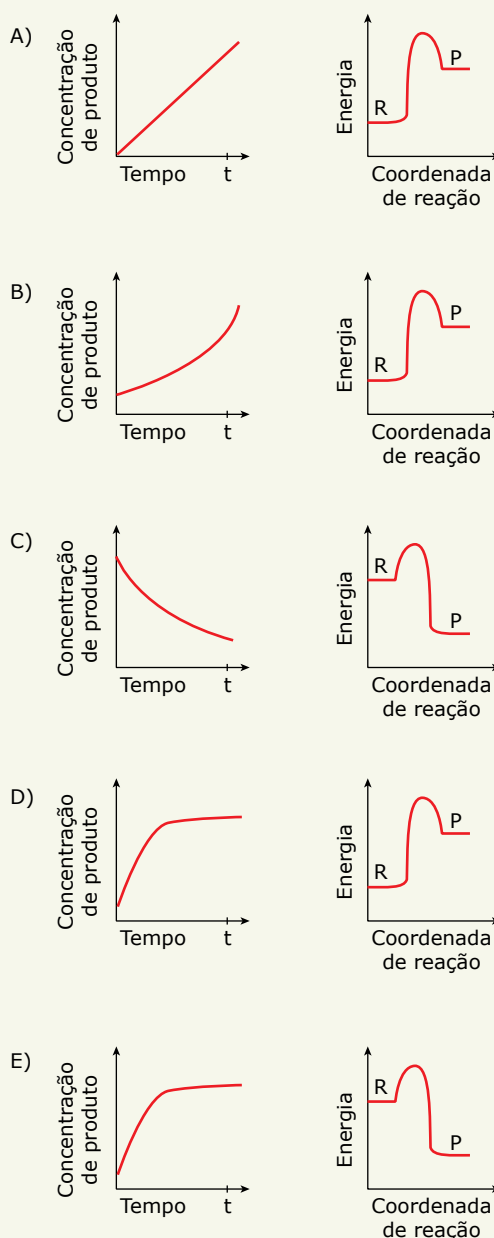 A)
Concentração
de produto
Tempo t
Energia
R
P
Coordenada
de reação
B)
Concentração
de produto
Tempo t
Energia
R
P
Coordenada
de reação
C)
Concentração
de produto
Tempo t
Energia
R
P
Coordenada
de reação
D)
Concentração
de produto
Tempo t
Energia
R
P
Coordenada
de reação
E)
Concentração
de produto
Tempo t
Energia
R
P
Coordenada
de reação